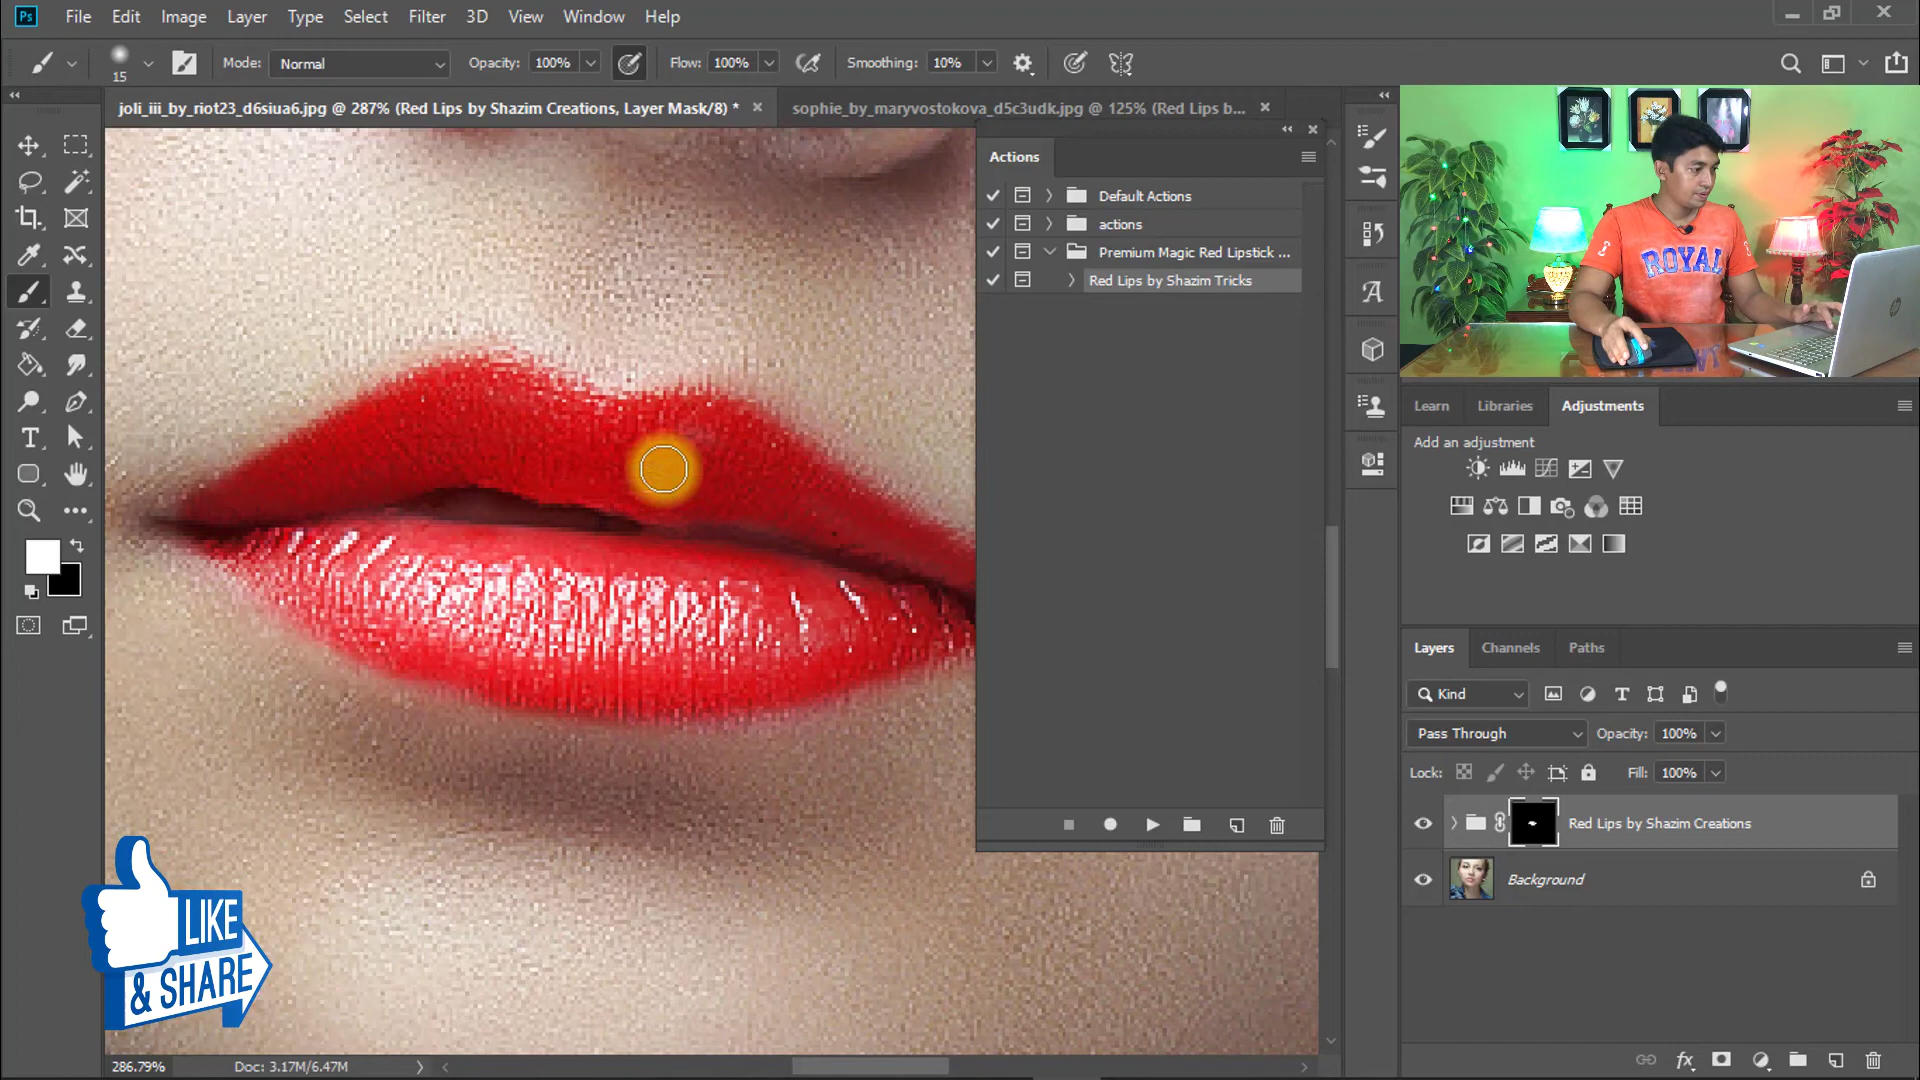 Ps File Edit Image Layer Type Select Filter 3D View Window Help
15 Mode: Normal Opacity: 100% Flow: 100% Smoothing: 10%
joli_iii_by_riot23_d6siua6.jpg @ 287% (Red Lips by Shazim Creations, Layer Mask/8) *
sophie_by_maryvostokova_d5c3udk.jpg @ 125% (Red Lips b...
Actions
Default Actions
actions
Premium Magic Red Lipstick ...
Red Lips by Shazim Tricks
ROYAL
Learn Libraries Adjustments
Add an adjustment
Layers Channels Paths
Kind
Pass Through Opacity: 100%
Lock: Fill: 100%
Red Lips by Shazim Creations
Background
LIKE
& SHARE
286.79% Doc: 3.17M/6.47M
fx